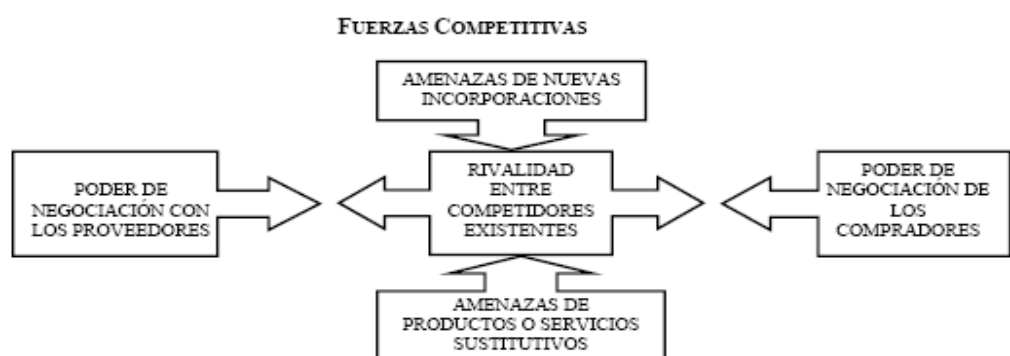 FUERZAS COMPETITIVAS
AMENAZAS DE NUEVAS
INCORPORACIONES
PODER DE
NEGOCIACIÓN CON
LOS PROVEEDORES
RIVALIDAD
ENTRE
COMPETIDORES
EXISTENTES
PODER DE
NEGOCIACIÓN DE
LOS
COMPRADORES
AMENAZAS DE
PRODUCTOS O SERVICIOS
SUSTITUTIVOS